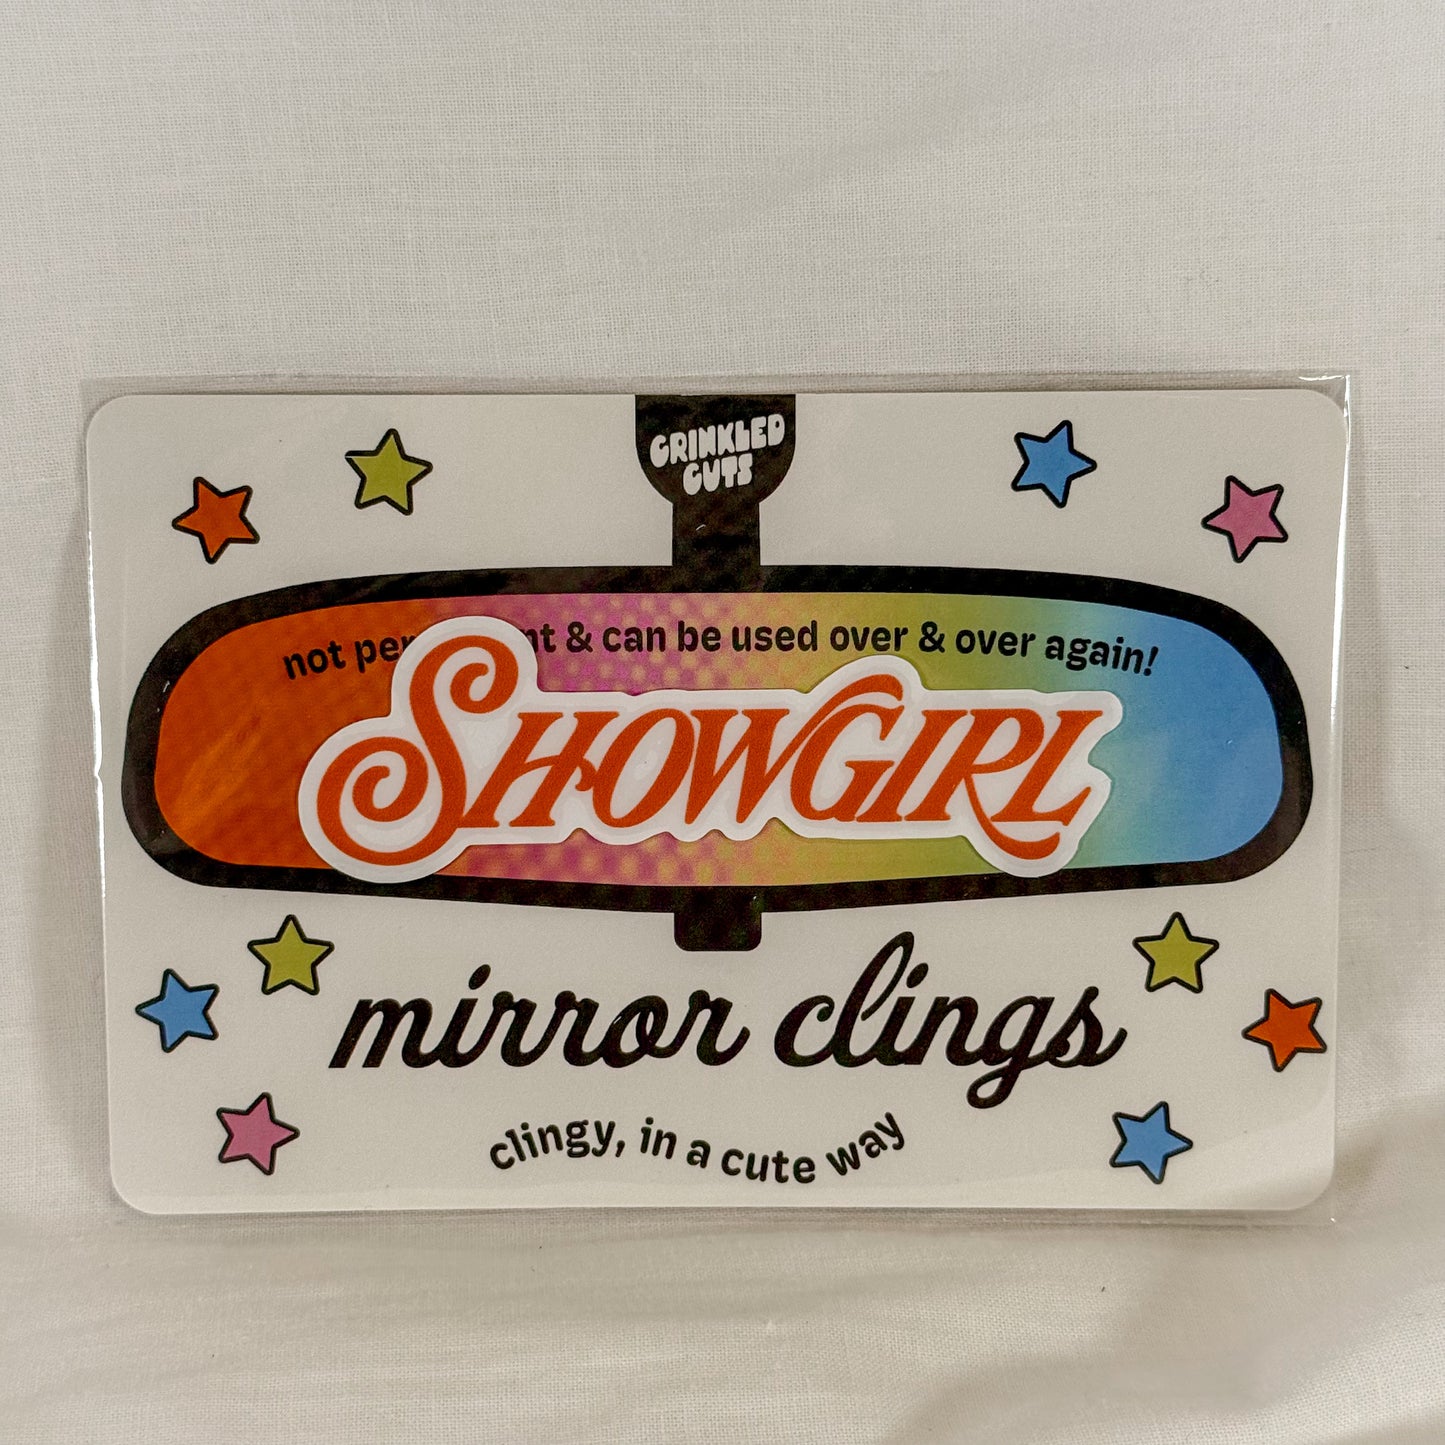 CRINKLED
CUTS
not per nt & can be used over & over again!
SHOWGIRL
mirror clings
clingy, in a cute way